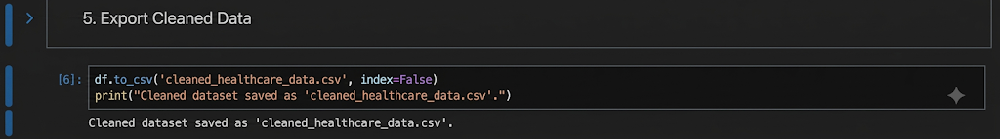 5. Export Cleaned Data
[6]: df.to_csv('cleaned_healthcare_data.csv', index=False)
print("Cleaned dataset saved as 'cleaned_healthcare_data.csv'.")
Cleaned dataset saved as 'cleaned_healthcare_data.csv'.